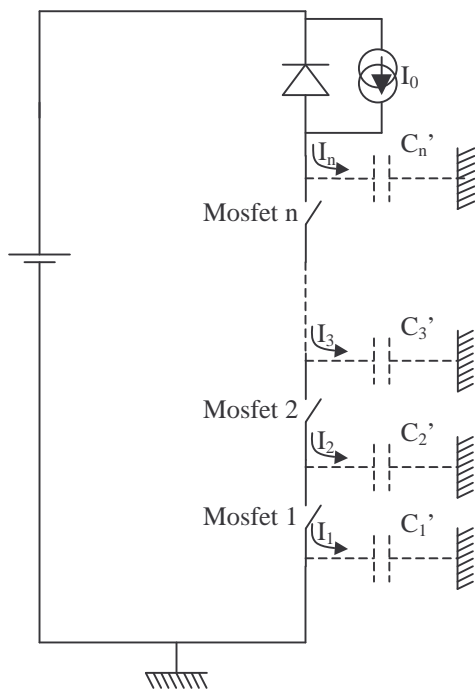 I₀
Cₙ’
Iₙ
Mosfet n
C₃’
I₃
Mosfet 2
C₂’
I₂
Mosfet 1
C₁’
I₁